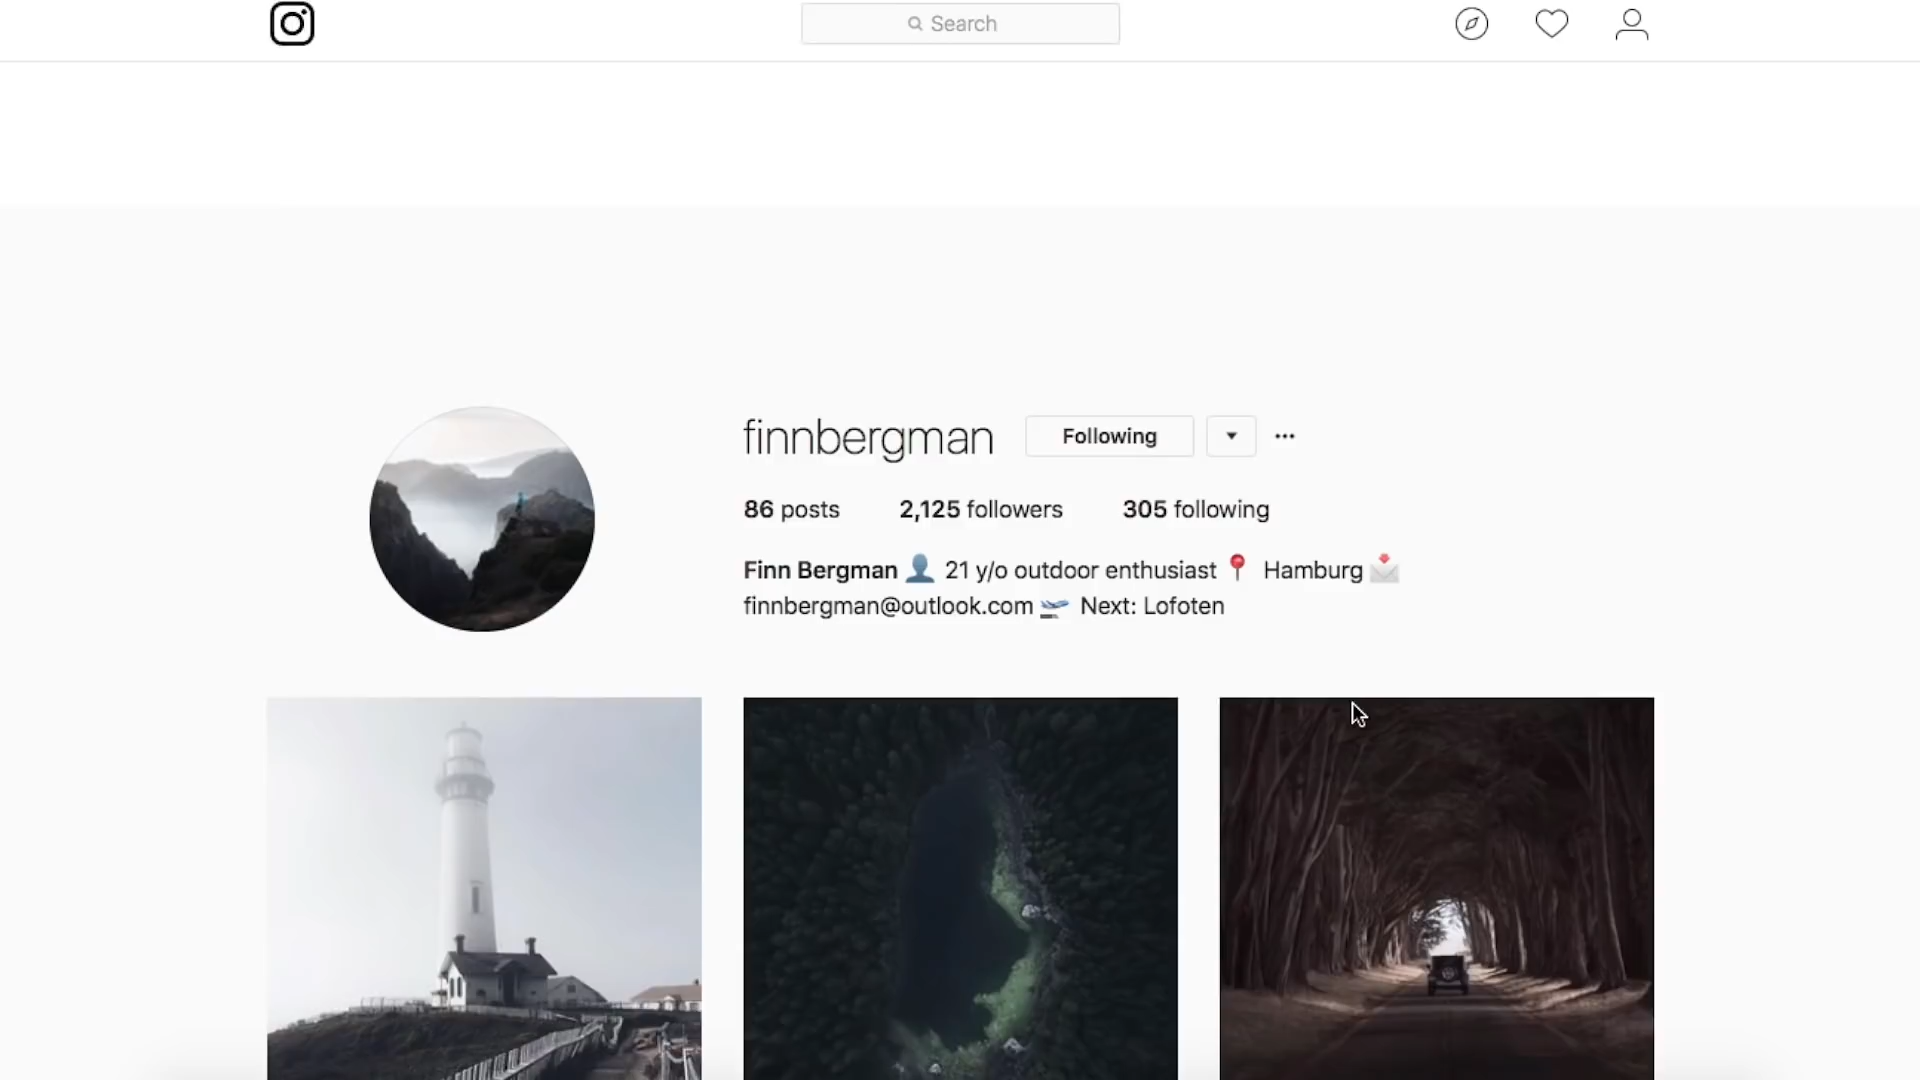 Search
finnbergman Following
86 posts 2,125 followers 305 following
Finn Bergman 👤 21 y/o outdoor enthusiast 📍 Hamburg 📩
finnbergman@outlook.com 🛫 Next: Lofoten